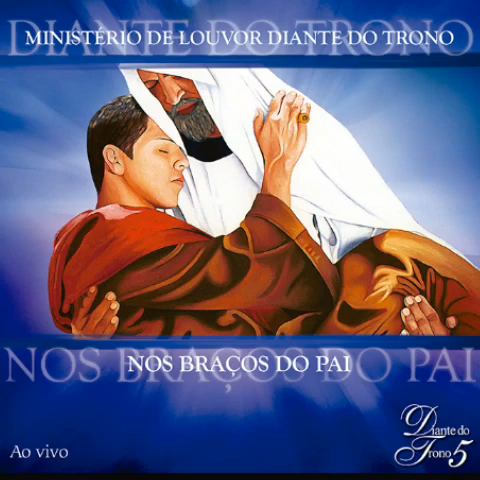 DIANTE DO TRONO
MINISTÉRIO DE LOUVOR DIANTE DO TRONO
NOS BRAÇOS DO PAI
NOS BRAÇOS DO PAI
Ao vivo
Diante do
Trono 5